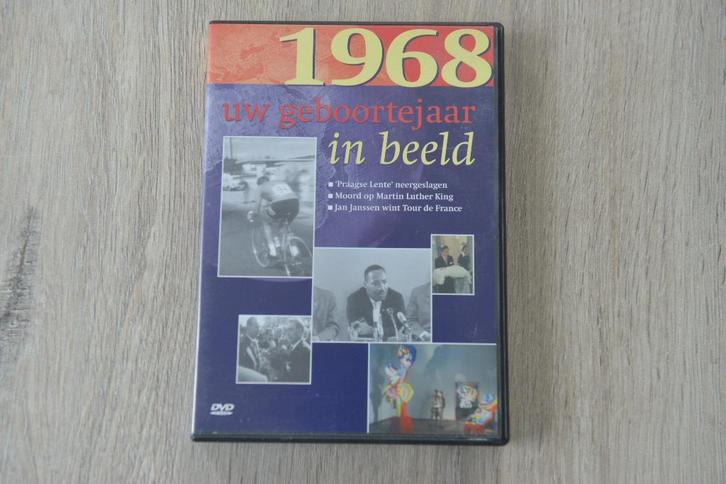 1968
uw geboortejaar
in beeld
'Praagse Lente' neergeslagen
Moord op Martin Luther King
Jan Janssen wint Tour de France
DVD